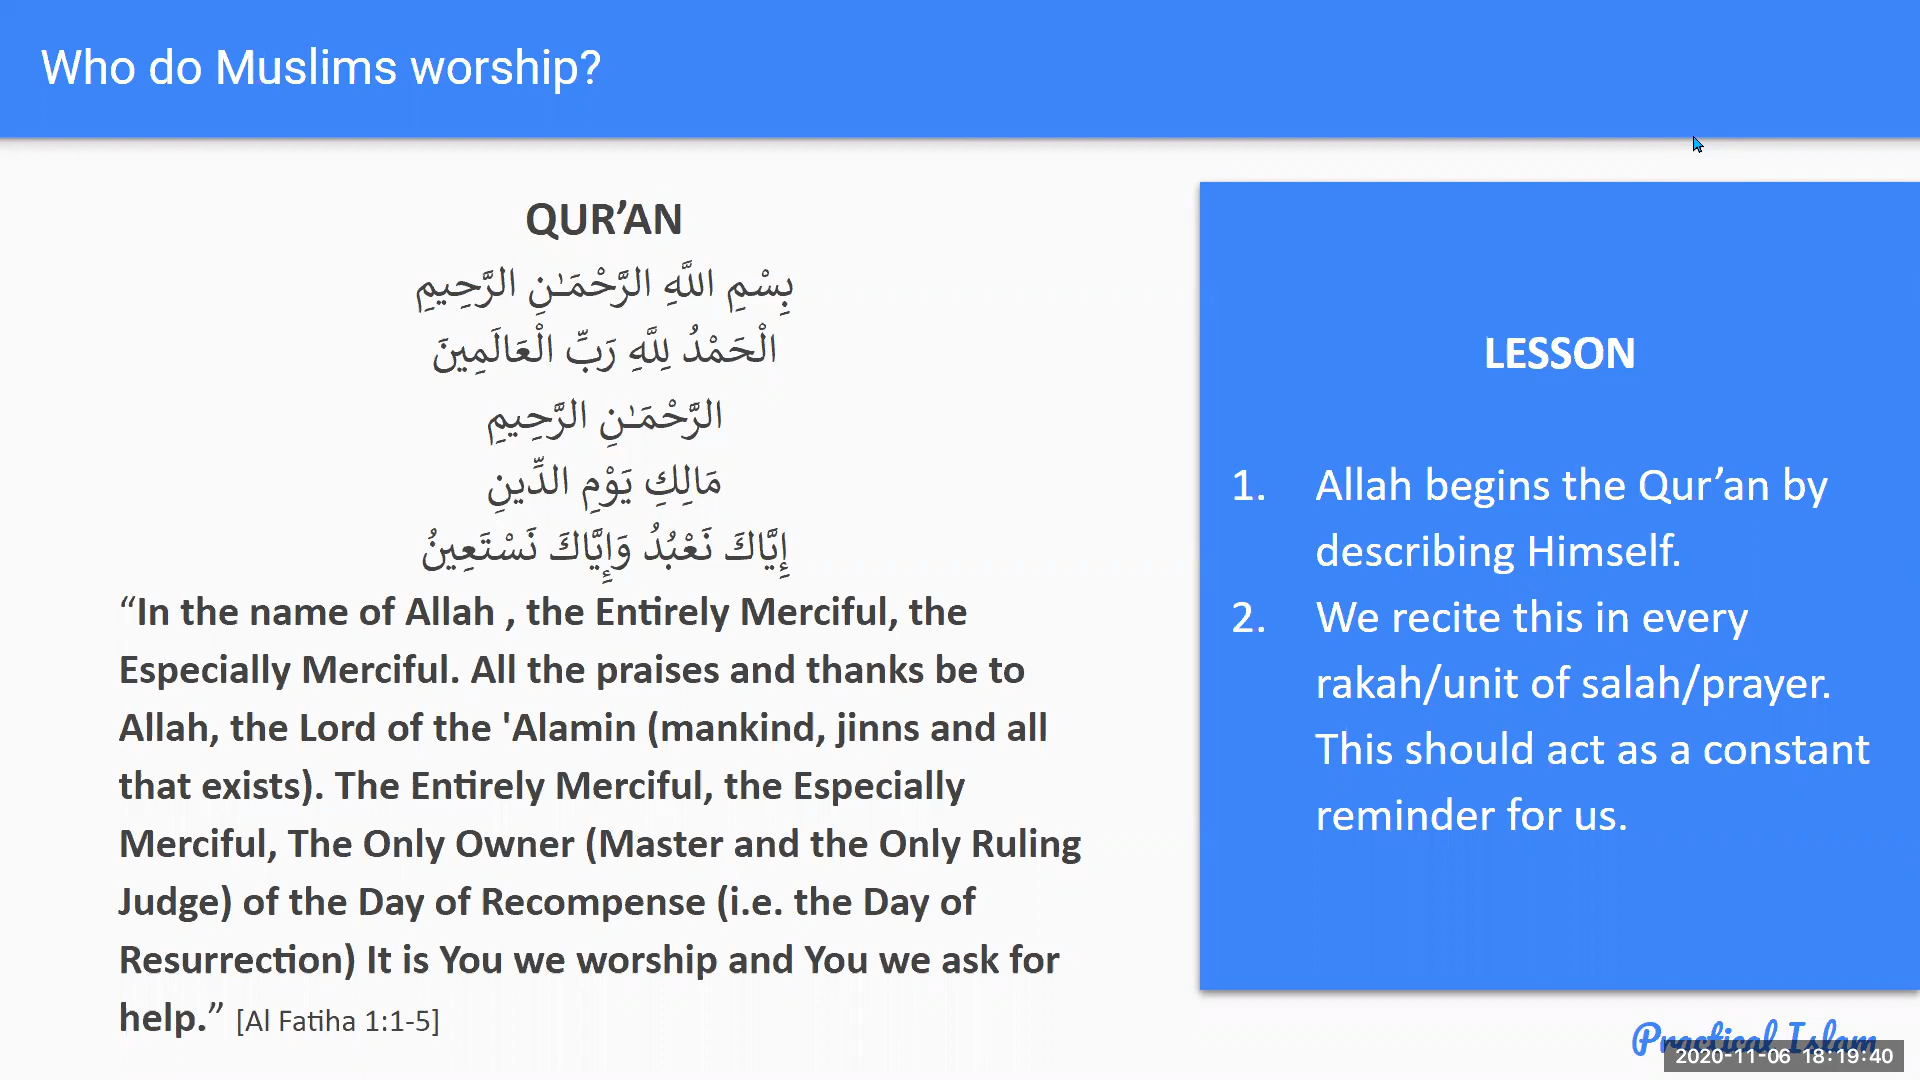 Who do Muslims worship?
QUR’AN
بِسْمِ اللَّهِ الرَّحْمَـٰنِ الرَّحِيمِ
الْحَمْدُ لِلَّهِ رَبِّ الْعَالَمِينَ
الرَّحْمَـٰنِ الرَّحِيمِ
مَالِكِ يَوْمِ الدِّينِ
إِيَّاكَ نَعْبُدُ وَإِيَّاكَ نَسْتَعِينُ
“In the name of Allah , the Entirely Merciful, the
Especially Merciful. All the praises and thanks be to
Allah, the Lord of the 'Alamin (mankind, jinns and all
that exists). The Entirely Merciful, the Especially
Merciful, The Only Owner (Master and the Only Ruling
Judge) of the Day of Recompense (i.e. the Day of
Resurrection) It is You we worship and You we ask for
help.” [Al Fatiha 1:1-5]
LESSON
1. Allah begins the Qur’an by
describing Himself.
2. We recite this in every
rakah/unit of salah/prayer.
This should act as a constant
reminder for us.
Practical Islam
2020-11-06 18:19:40